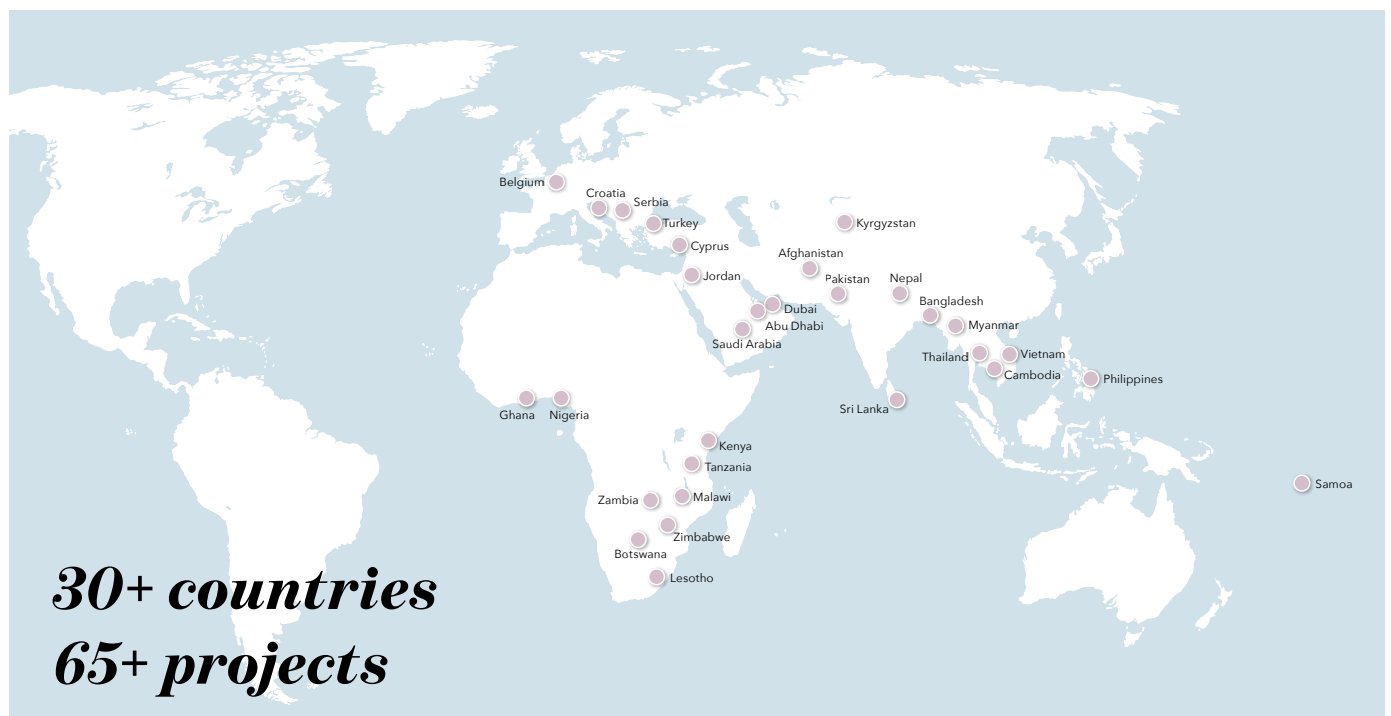 Belgium
Croatia
Serbia
Turkey
Cyprus
Kyrgyzstan
Afghanistan
Jordan
Pakistan
Nepal
Bangladesh
Dubai
Abu Dhabi
Saudi Arabia
Myanmar
Thailand
Vietnam
Cambodia
Philippines
Sri Lanka
Ghana
Nigeria
Kenya
Tanzania
Zambia
Malawi
Samoa
Zimbabwe
Botswana
Lesotho
30+ countries
65+ projects